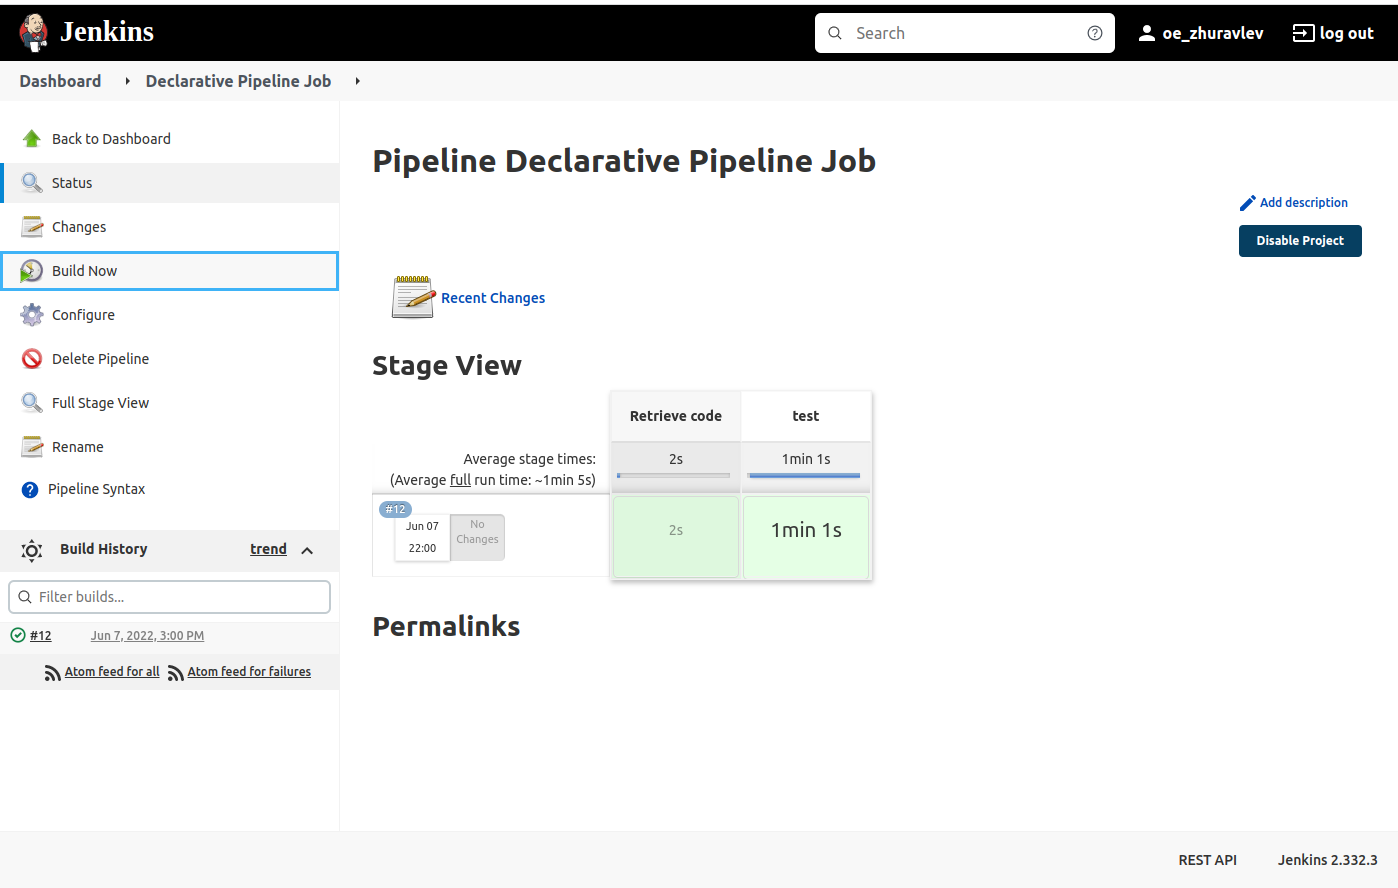 Jenkins
Search
oe_zhuravlev
log out
Dashboard
Declarative Pipeline Job
Back to Dashboard
Status
Changes
Build Now
Configure
Delete Pipeline
Full Stage View
Rename
Pipeline Syntax
Build History
trend
Filter builds...
#12
Jun 7, 2022, 3:00 PM
Atom feed for all
Atom feed for failures
Pipeline Declarative Pipeline Job
Add description
Disable Project
Recent Changes
Stage View
Retrieve code
test
Average stage times:
(Average full run time: ~1min 5s)
2s
1min 1s
#12
Jun 07
22:00
No
Changes
2s
1min 1s
Permalinks
REST API
Jenkins 2.332.3